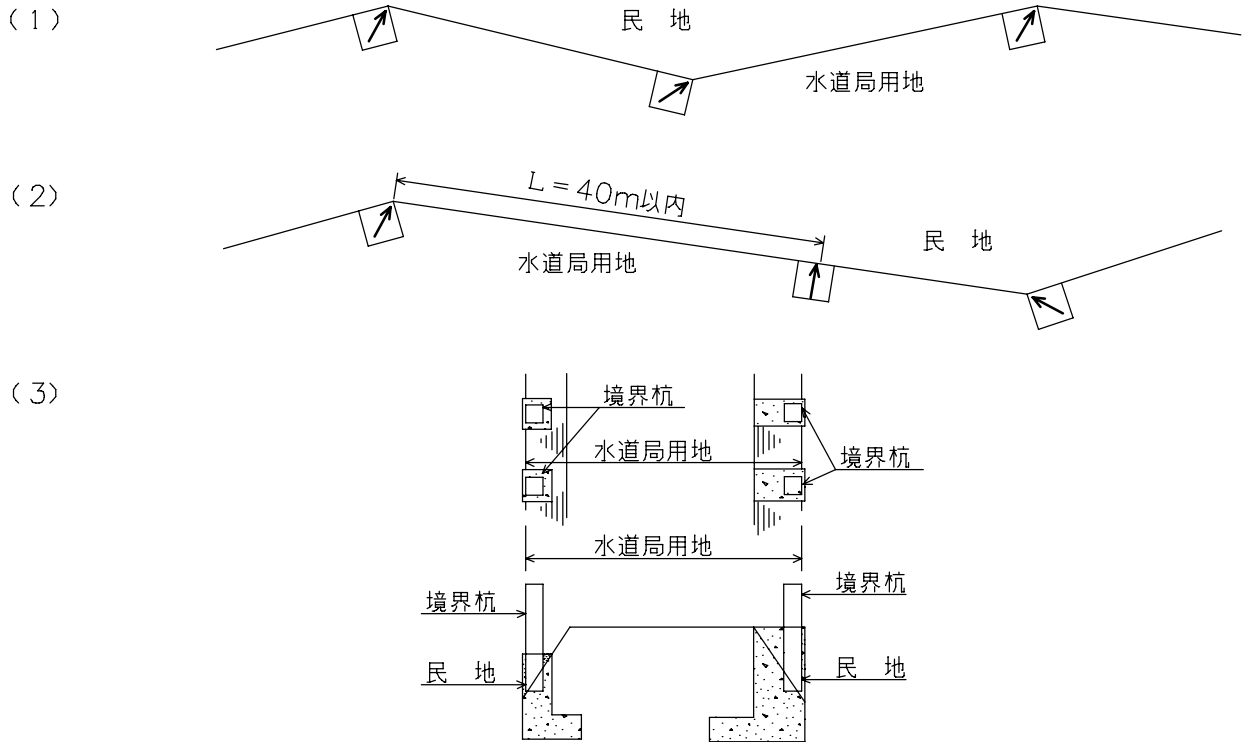 (1)
民 地
水道局用地
(2)
L=40m以内
民 地
水道局用地
(3)
境界杭
水道局用地
境界杭
水道局用地
境界杭
境界杭
民 地
民 地